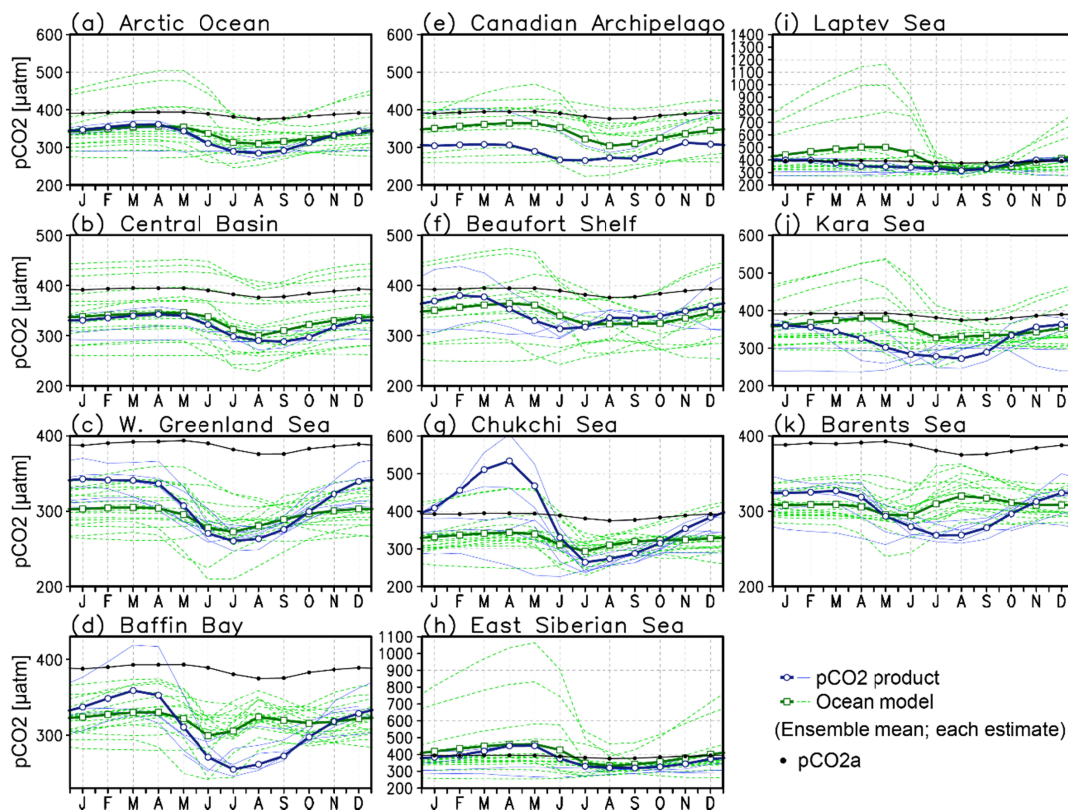 (a) Arctic Ocean
pCO2 [µatm]
600
500
400
300
200
J F M A M J J A S O N D
(e) Canadian Archipelago
600
500
400
300
200
J F M A M J J A S O N D
(i) Laptev Sea
1400
1300
1200
1100
1000
900
800
700
600
500
400
300
200
J F M A M J J A S O N D
(b) Central Basin
pCO2 [µatm]
500
400
300
200
J F M A M J J A S O N D
(f) Beaufort Shelf
500
400
300
200
J F M A M J J A S O N D
(j) Kara Sea
600
500
400
300
200
J F M A M J J A S O N D
(c) W. Greenland Sea
pCO2 [µatm]
400
300
200
J F M A M J J A S O N D
(g) Chukchi Sea
600
500
400
300
200
J F M A M J J A S O N D
(k) Barents Sea
400
300
200
J F M A M J J A S O N D
(d) Baffin Bay
pCO2 [µatm]
400
300
J F M A M J J A S O N D
(h) East Siberian Sea
1100
1000
900
800
700
600
500
400
300
200
J F M A M J J A S O N D
pCO2 product
Ocean model
(Ensemble mean; each estimate)
pCO2a